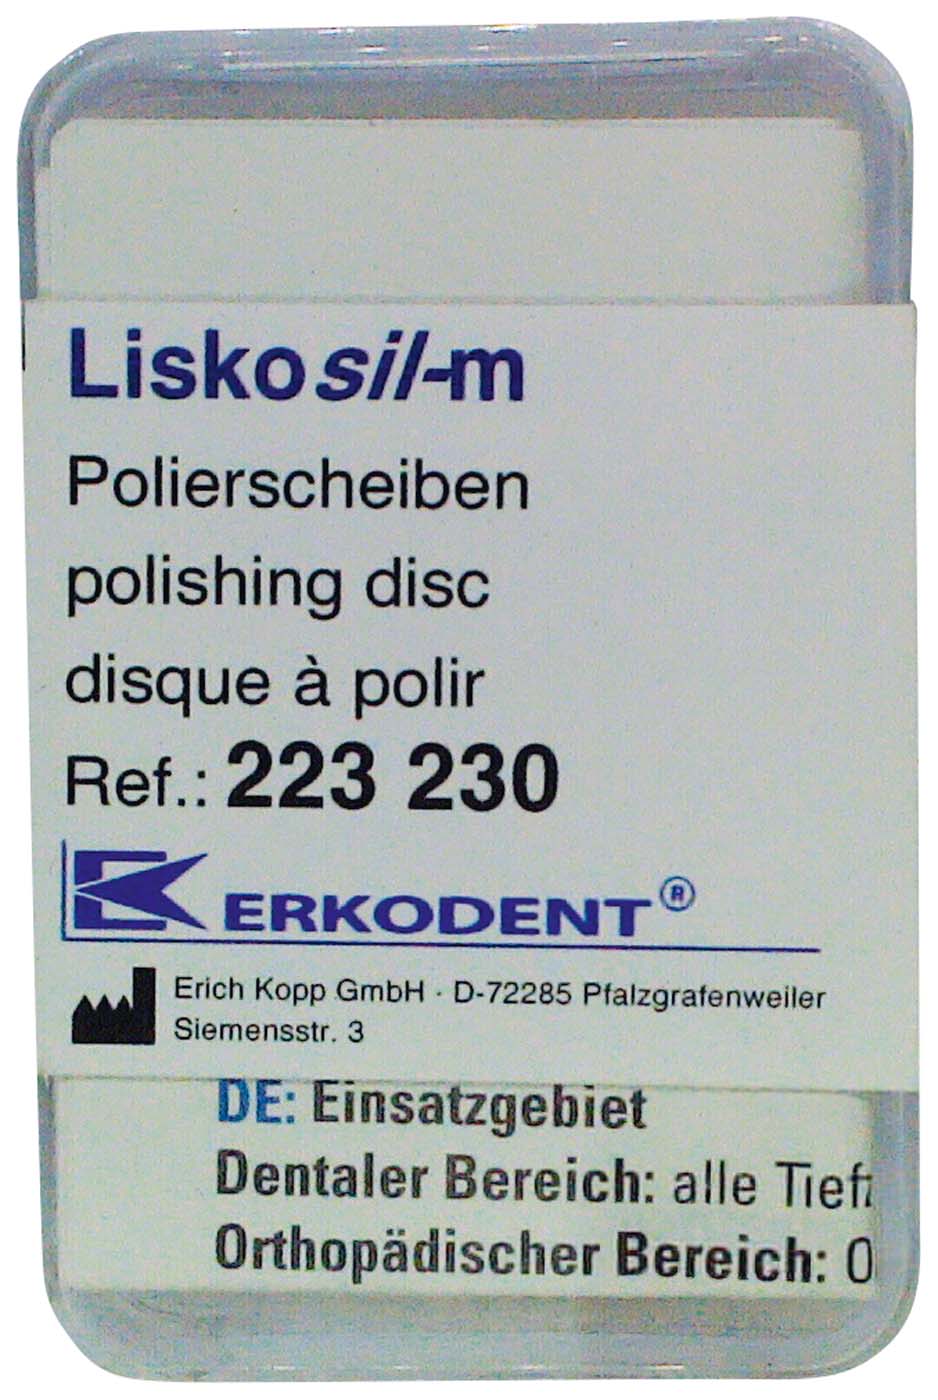 Liskosil-m
Polierscheiben
polishing disc
disque à polir
Ref.: 223 230
ERKODENT®
Erich Kopp GmbH · D-72285 Pfalzgrafenweiler
Siemensstr. 3
DE: Einsatzgebiet
Dentaler Bereich: alle
Orthopädischer Bereich: